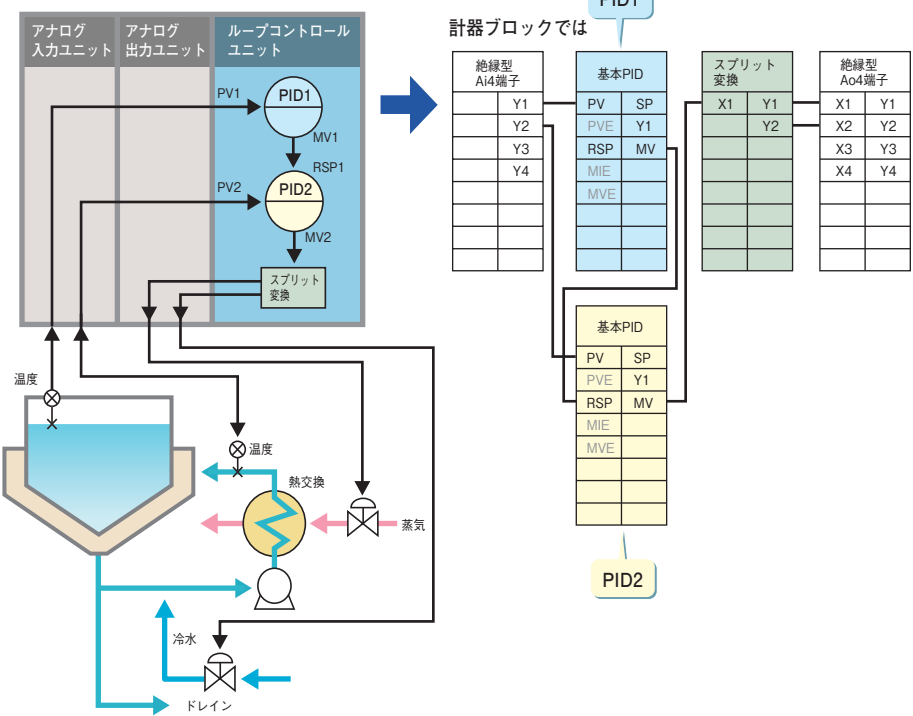 アナログ
入力ユニット
アナログ
出力ユニット
ループコントロール
ユニット
PV1
PID1
MV1
RSP1
PV2
PID2
MV2
スプリット
変換
温度
温度
熱交換
蒸気
冷水
ドレイン
PID1
計器ブロックでは
絶縁型
Ai4端子
Y1
Y2
Y3
Y4
基本PID
PV SP
PVE Y1
RSP MV
MIE
MVE
スプリット
変換
X1 Y1
Y2
絶縁型
Ao4端子
X1 Y1
X2 Y2
X3 Y3
X4 Y4
基本PID
PV SP
PVE Y1
RSP MV
MIE
MVE
PID2